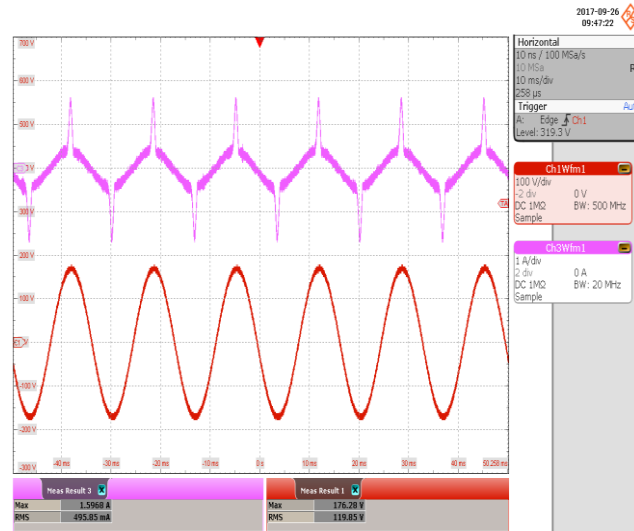 2017-09-26
09:47:22
Horizontal
10 ns / 100 MSa/s
10 MSa R
10 ms/div
258 µs
Trigger Aut
A: Edge Ch1
Level: 319.3 V
Ch1Wfm1
100 V/div
-2 div 0 V
DC 1MΩ BW: 500 MHz
Sample
Ch3Wfm1
1 A/div
2 div 0 A
DC 1MΩ BW: 20 MHz
Sample
700 V
600 V
500 V
300 V
200 V
100 V
-100 V
-200 V
-300 V
TA
-40 ms
-30 ms
-20 ms
-10 ms
0 s
10 ms
20 ms
30 ms
40 ms
50.258 ms
Meas Result 3
Max 1.5968 A
RMS 495.85 mA
Meas Result 1
Max 176.28 V
RMS 119.85 V